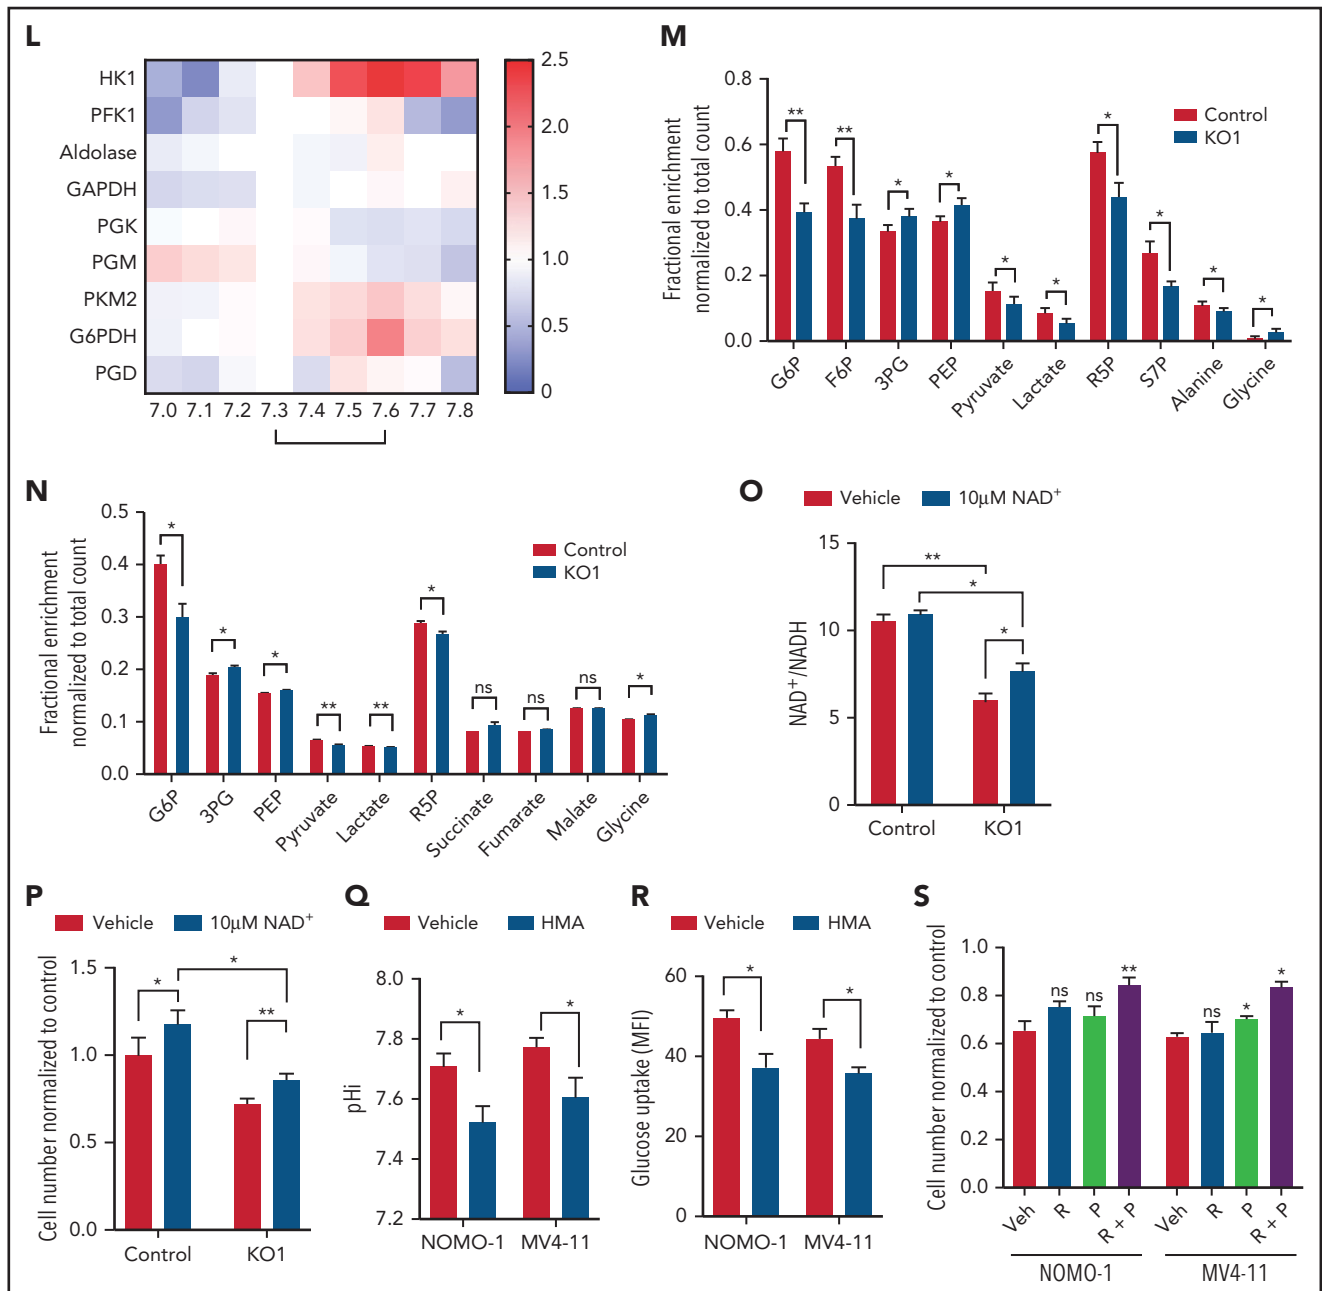 L
HK1
PFK1
Aldolase
GAPDH
PGK
PGM
PKM2
G6PDH
PGD
7.0 7.1 7.2 7.3 7.4 7.5 7.6 7.7 7.8
2.5
2.0
1.5
1.0
0.5
0
M
Fractional enrichment
normalized to total count
0.8
0.6
0.4
0.2
0.0
** ** * * * * * * * *
Control
KO1
G6P F6P 3PG PEP Pyruvate Lactate R5P S7P Alanine Glycine
N
Fractional enrichment
normalized to total count
0.5
0.4
0.3
0.2
0.1
0.0
* * * ** ** * ns ns ns *
Control
KO1
G6P 3PG PEP Pyruvate Lactate R5P Succinate Fumarate Malate Glycine
O
Vehicle 10μM NAD+
NAD+/NADH
15
10
5
0
** * *
Control KO1
P
Vehicle 10μM NAD+
Cell number normalized to control
1.5
1.0
0.5
0.0
* * **
Control KO1
Q
Vehicle HMA
pHi
8.0
7.8
7.6
7.4
7.2
* *
NOMO-1 MV4-11
R
Vehicle HMA
Glucose uptake (MFI)
60
40
20
0
* *
NOMO-1 MV4-11
S
Cell number normalized to control
1.0
0.8
0.6
0.4
0.2
0.0
ns ns ** ns * *
Veh R P R + P Veh R P R + P
NOMO-1 MV4-11